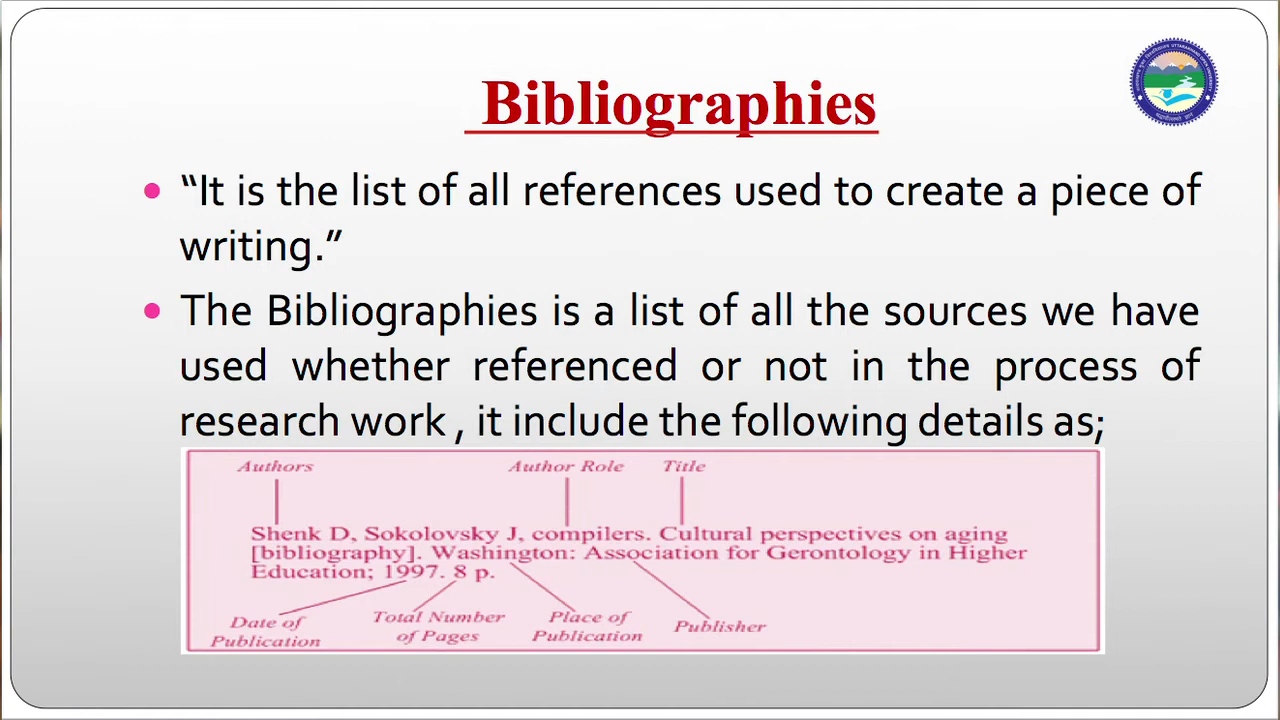 Bibliographies
“It is the list of all references used to create a piece of
writing.”
The Bibliographies is a list of all the sources we have
used whether referenced or not in the process of
research work , it include the following details as;
Authors
Author Role
Title
Shenk D, Sokolovsky J, compilers. Cultural perspectives on aging
[bibliography]. Washington: Association for Gerontology in Higher
Education; 1997. 8 p.
Date of
Publication
Total Number
of Pages
Place of
Publication
Publisher